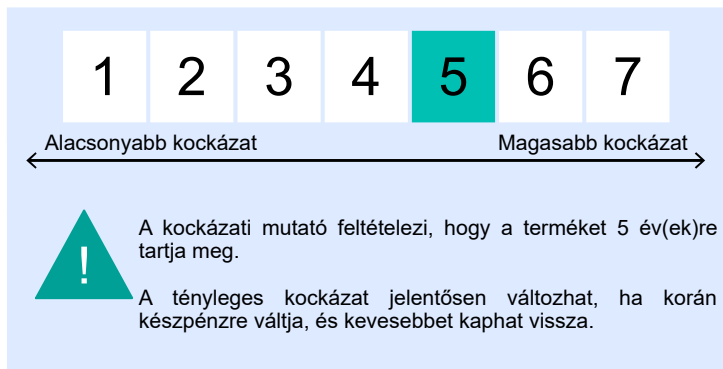 1 2 3 4 5 6 7
Alacsonyabb kockázat Magasabb kockázat
!
A kockázati mutató feltételezi, hogy a terméket 5 év(ek)re
tartja meg.
A tényleges kockázat jelentősen változhat, ha korán
készpénzre váltja, és kevesebbet kaphat vissza.